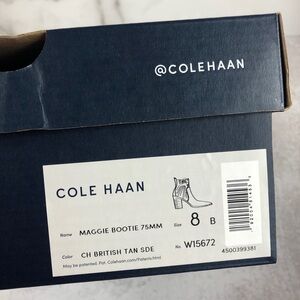 @COLEHAAN
COLE HAAN
Name MAGGIE BOOTIE 75MM
Size 8 B
Color CH BRITISH TAN SDE
No. W15672
May be patented. Pat. Colehaan.com/Patents.html
4500399381